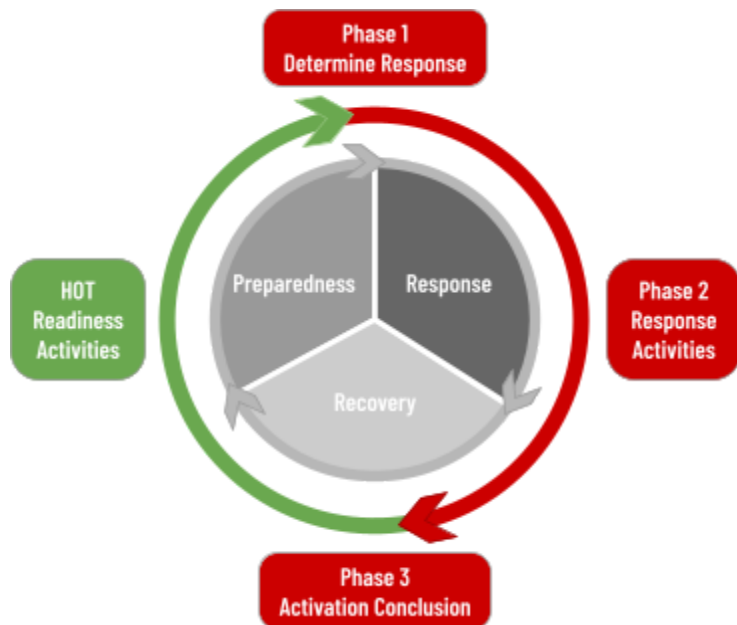 Phase 1
Determine Response
Preparedness
Response
HOT
Readiness
Activities
Phase 2
Response
Activities
Recovery
Phase 3
Activation Conclusion